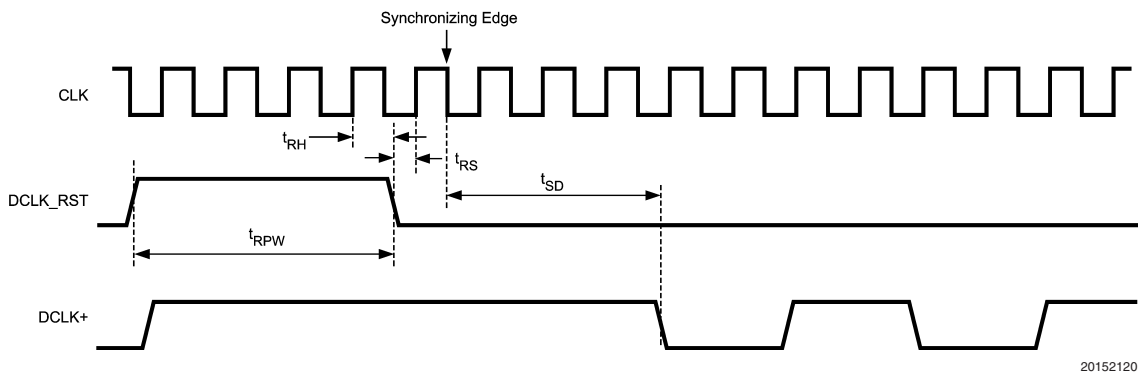 Synchronizing Edge
CLK
tRH
tRS
DCLK_RST
tSD
tRPW
DCLK+
20152120